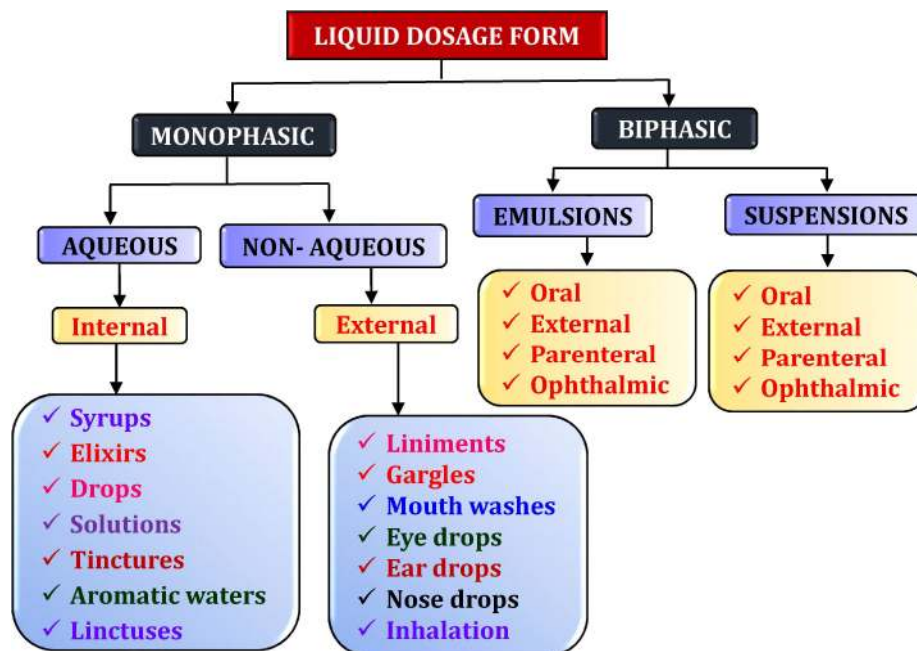 LIQUID DOSAGE FORM
MONOPHASIC
BIPHASIC
AQUEOUS
NON- AQUEOUS
EMULSIONS
SUSPENSIONS
Internal
External
✓ Oral
✓ External
✓ Parenteral
✓ Ophthalmic
✓ Oral
✓ External
✓ Parenteral
✓ Ophthalmic
✓ Syrups
✓ Elixirs
✓ Drops
✓ Solutions
✓ Tinctures
✓ Aromatic waters
✓ Linctuses
✓ Liniments
✓ Gargles
✓ Mouth washes
✓ Eye drops
✓ Ear drops
✓ Nose drops
✓ Inhalation